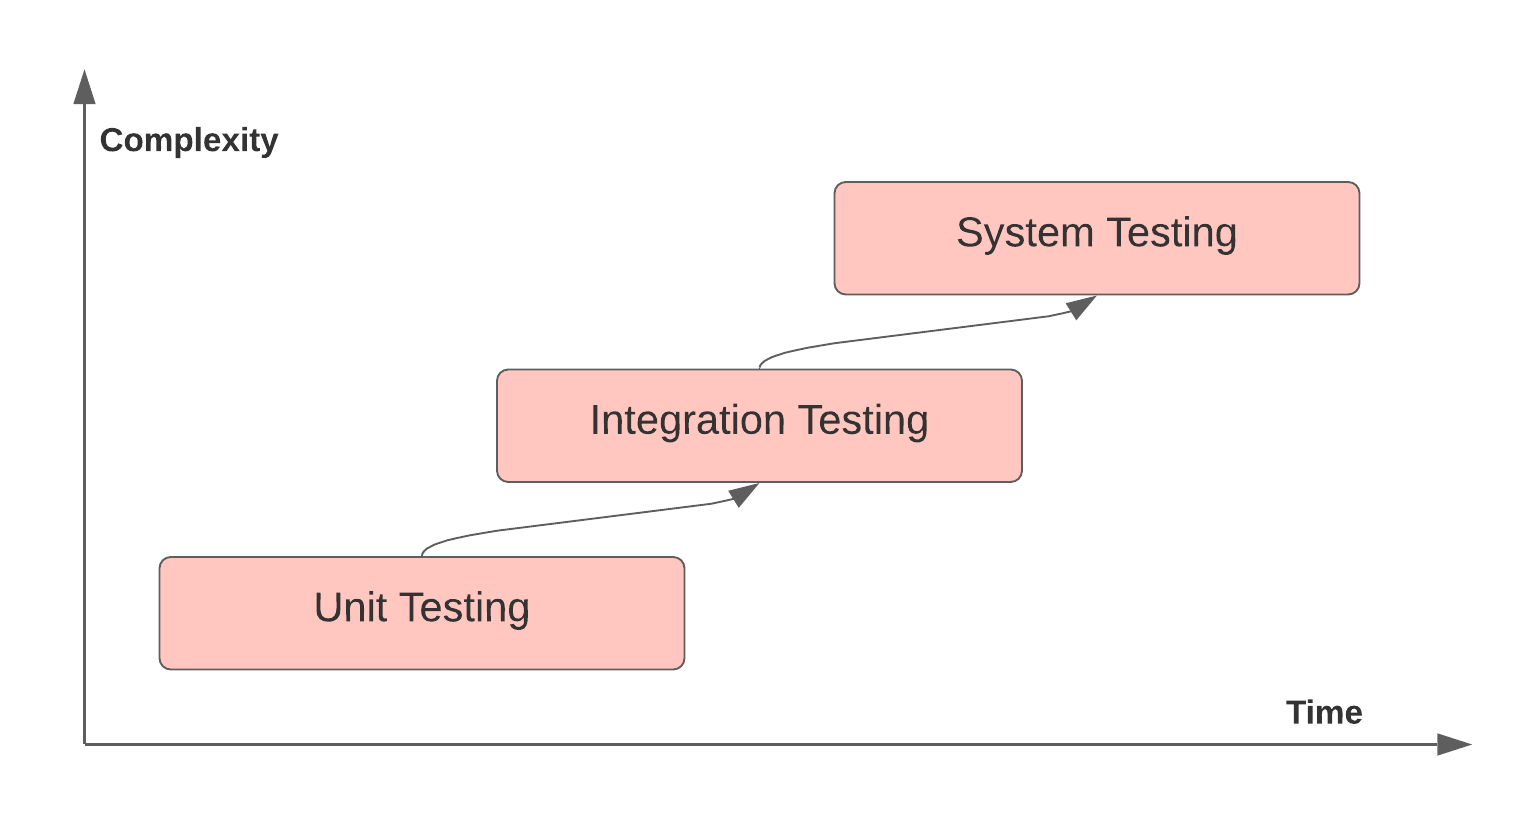 Complexity
System Testing
Integration Testing
Unit Testing
Time